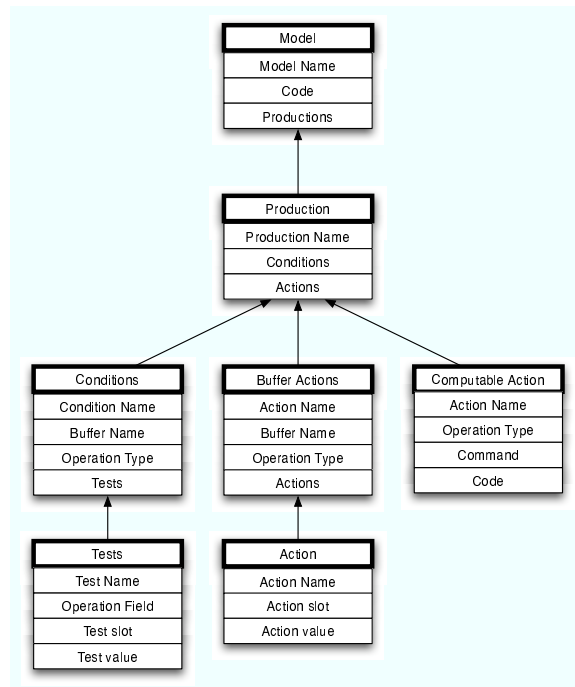 Model
Model Name
Code
Productions
Production
Production Name
Conditions
Actions
Conditions
Condition Name
Buffer Name
Operation Type
Tests
Buffer Actions
Action Name
Buffer Name
Operation Type
Actions
Computable Action
Action Name
Operation Type
Command
Code
Tests
Test Name
Operation Field
Test slot
Test value
Action
Action Name
Action slot
Action value